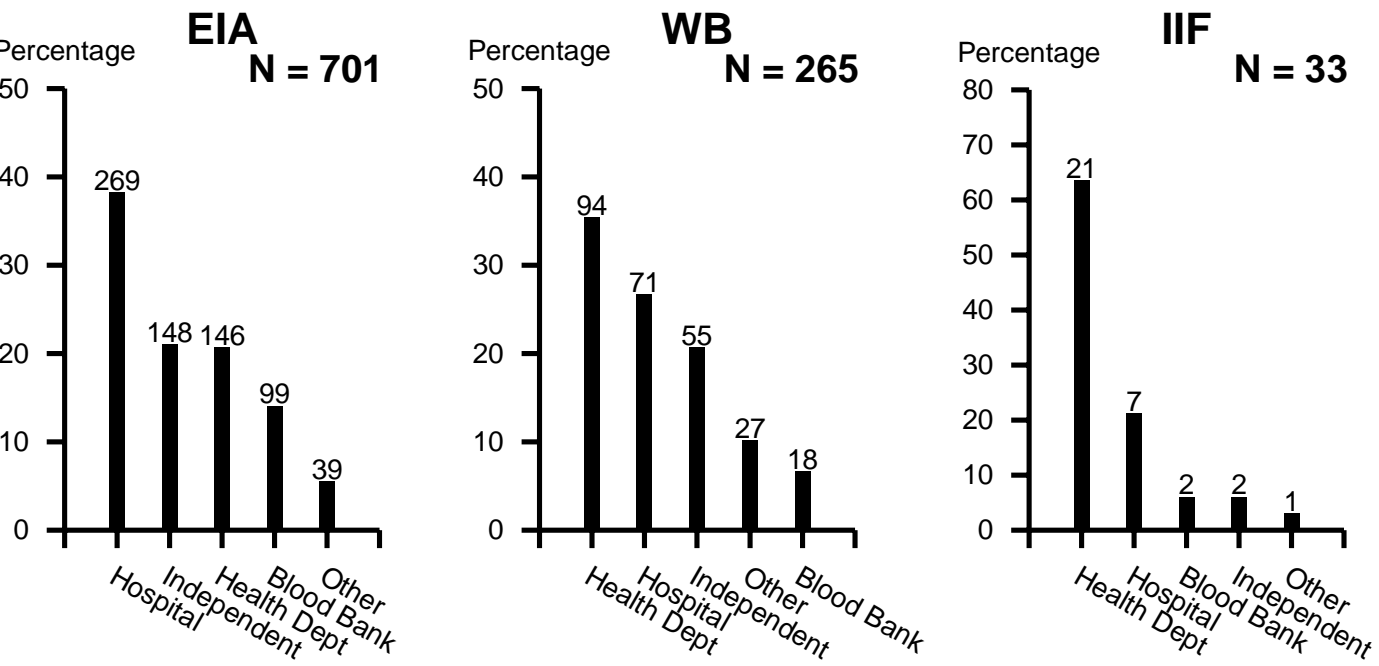 EIA
Percentage
N = 701
50
40
30
20
10
0
269
148
146
99
39
Hospital
Independent
Health Dept
Blood Bank
Other
WB
Percentage
N = 265
50
40
30
20
10
0
94
71
55
27
18
Health Dept
Hospital
Independent
Other
Blood Bank
IIF
Percentage
N = 33
80
70
60
50
40
30
20
10
0
21
7
2
2
1
Health Dept
Hospital
Blood Bank
Independent
Other